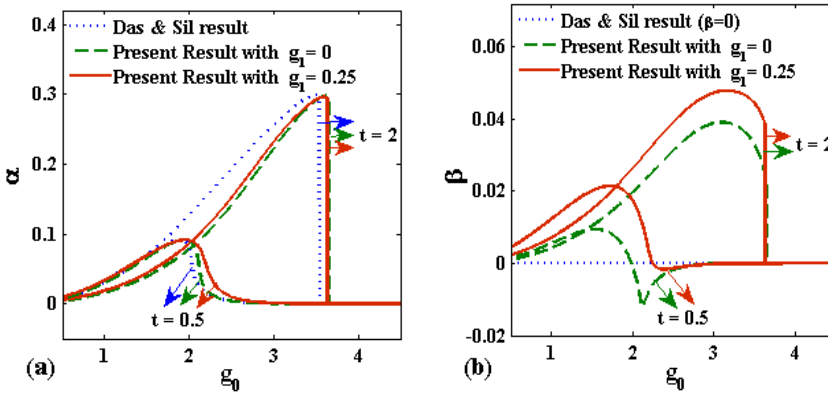 Das & Sil result
Present Result with g₁= 0
Present Result with g₁= 0.25
0.4
0.3
0.2
0.1
0
α
t = 2
t = 0.5
1
2
3
4
g₀
(a)
Das & Sil result (β=0)
Present Result with g₁= 0
Present Result with g₁= 0.25
0.06
0.04
0.02
0
-0.02
β
t = 2
t = 0.5
1
2
3
4
g₀
(b)